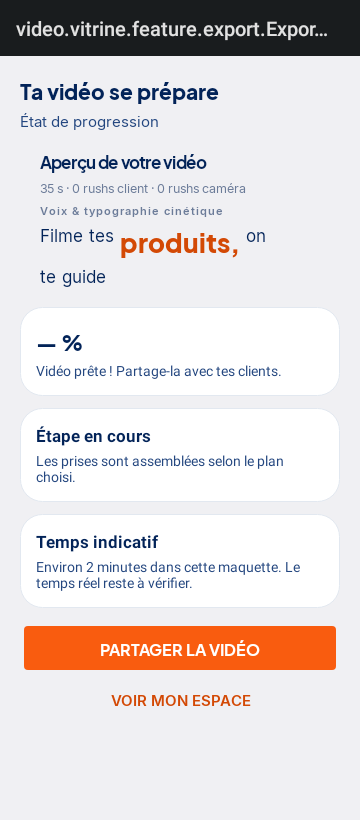 video.vitrine.feature.export.Expor...
Ta vidéo se prépare
État de progression
Aperçu de votre vidéo
35 s · 0 rushs client · 0 rushs caméra
Voix & typographie cinétique
Filme tes produits, on
te guide
— %
Vidéo prête ! Partage-la avec tes clients.
Étape en cours
Les prises sont assemblées selon le plan
choisi.
Temps indicatif
Environ 2 minutes dans cette maquette. Le
temps réel reste à vérifier.
PARTAGER LA VIDÉO
VOIR MON ESPACE